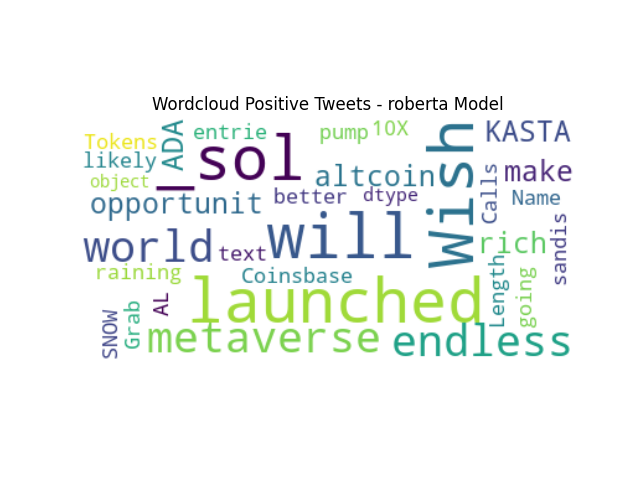 Wordcloud Positive Tweets - roberta Model
Tokens
ADA
entrie
pump
10X
Wish
KASTA
likely
_sol
altcoin
Calls
make
object
opportunit
better
dtype
Name
world
text
will
rich
sandis
raining
Coinsbase
Length
going
SNOW
Grab
AL
launched
metaverse
endless